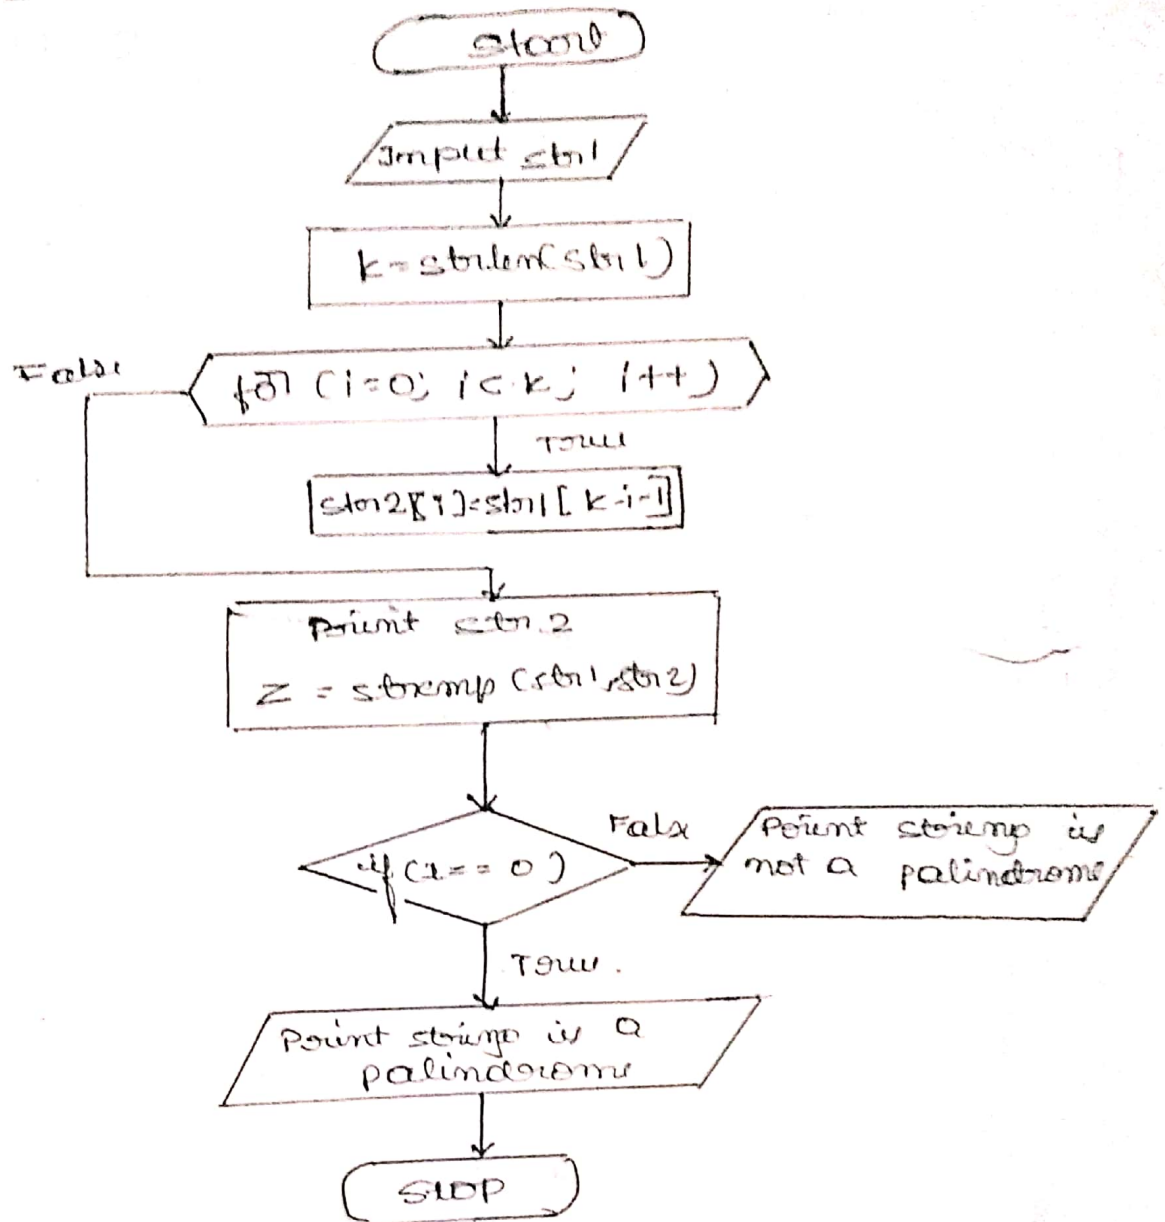 Start
Input str1
k=strlen(str1)
False
for (i=0; i<k; i++)
True
str2[i]=str1[k-i-1]
Print str2
z = strcmp (str1,str2)
False
if (z==0)
Print string is
not a palindrome
True.
Print string is a
palindrome
STOP